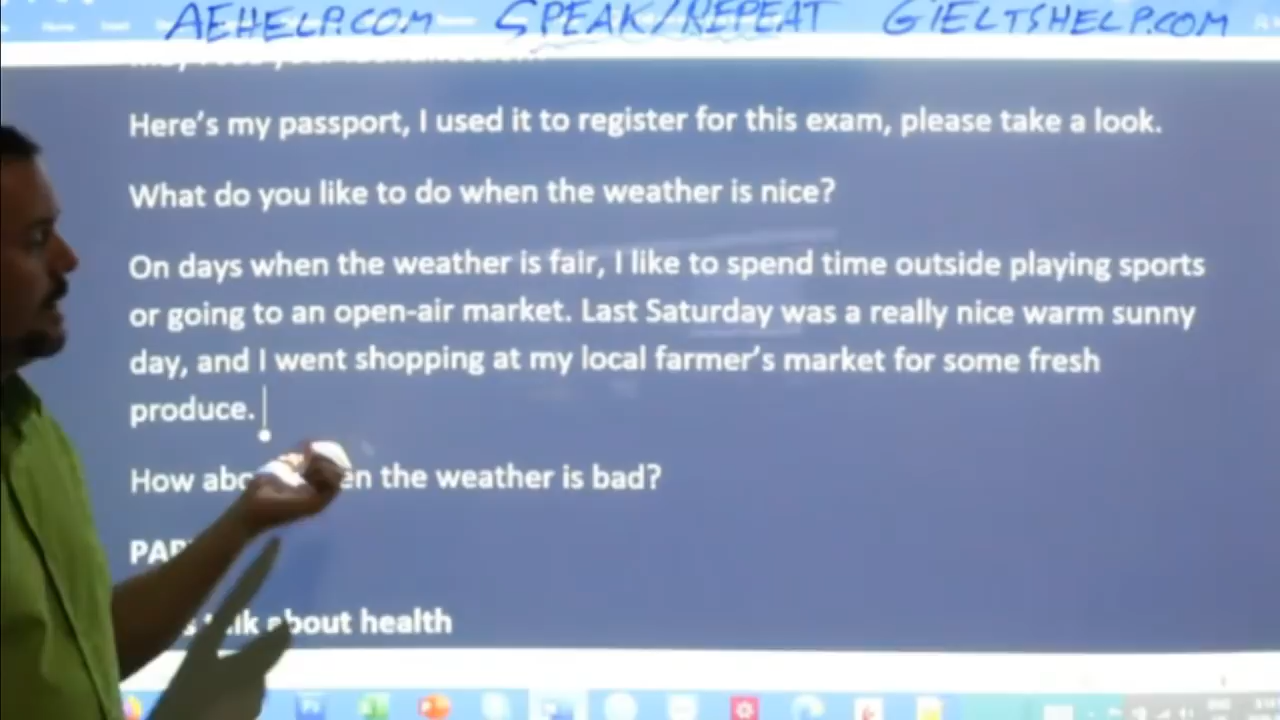 AEHELP.COM SPEAK/REPEAT GIELTSHELP.COM
Here's my passport, I used it to register for this exam, please take a look.
What do you like to do when the weather is nice?
On days when the weather is fair, I like to spend time outside playing sports
or going to an open-air market. Last Saturday was a really nice warm sunny
day, and I went shopping at my local farmer's market for some fresh
produce.
How the weather is bad?
about health